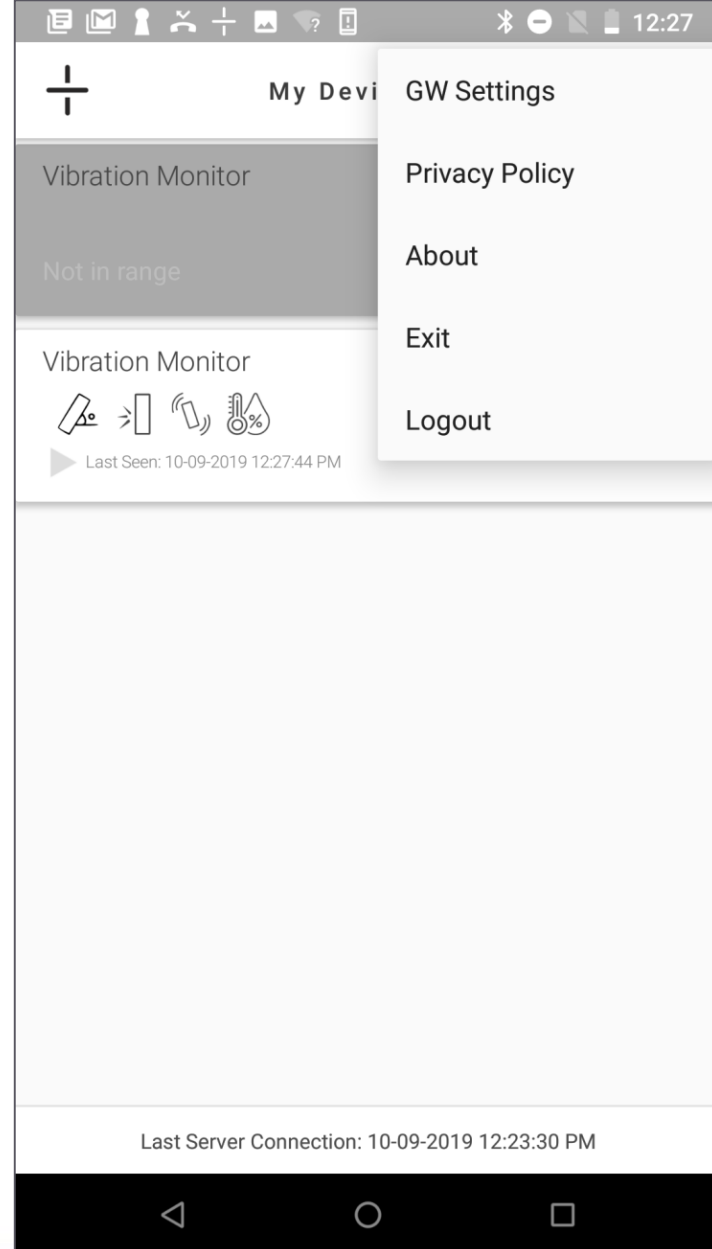 12:27
My Devi
GW Settings
Privacy Policy
About
Exit
Logout
Vibration Monitor
Not in range
Vibration Monitor
%
Last Seen: 10-09-2019 12:27:44 PM
Last Server Connection: 10-09-2019 12:23:30 PM